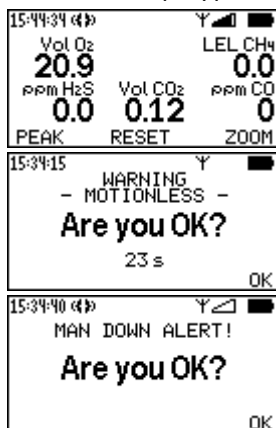 15:44:34
Vol O₂ LEL CH₄
20.9 0.0
ppm H₂S Vol CO₂ ppm CO
0.0 0.12 0
PEAK RESET ZOOM
15:34:15
WARNING
- MOTIONLESS -
Are you OK?
23 s
OK
15:34:40
MAN DOWN ALERT!
Are you OK?
OK